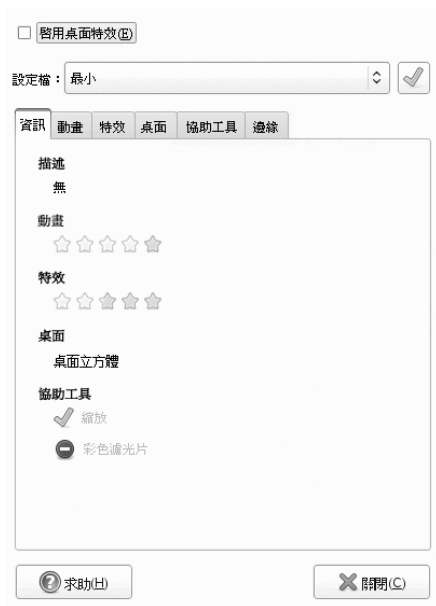 啓用桌面特效(E)
設定檔：最小
資訊 動畫 特效 桌面 協助工具 邊緣
描述
無
動畫
特效
桌面
桌面立方體
協助工具
縮放
彩色濾光片
求助(H) 關閉(C)